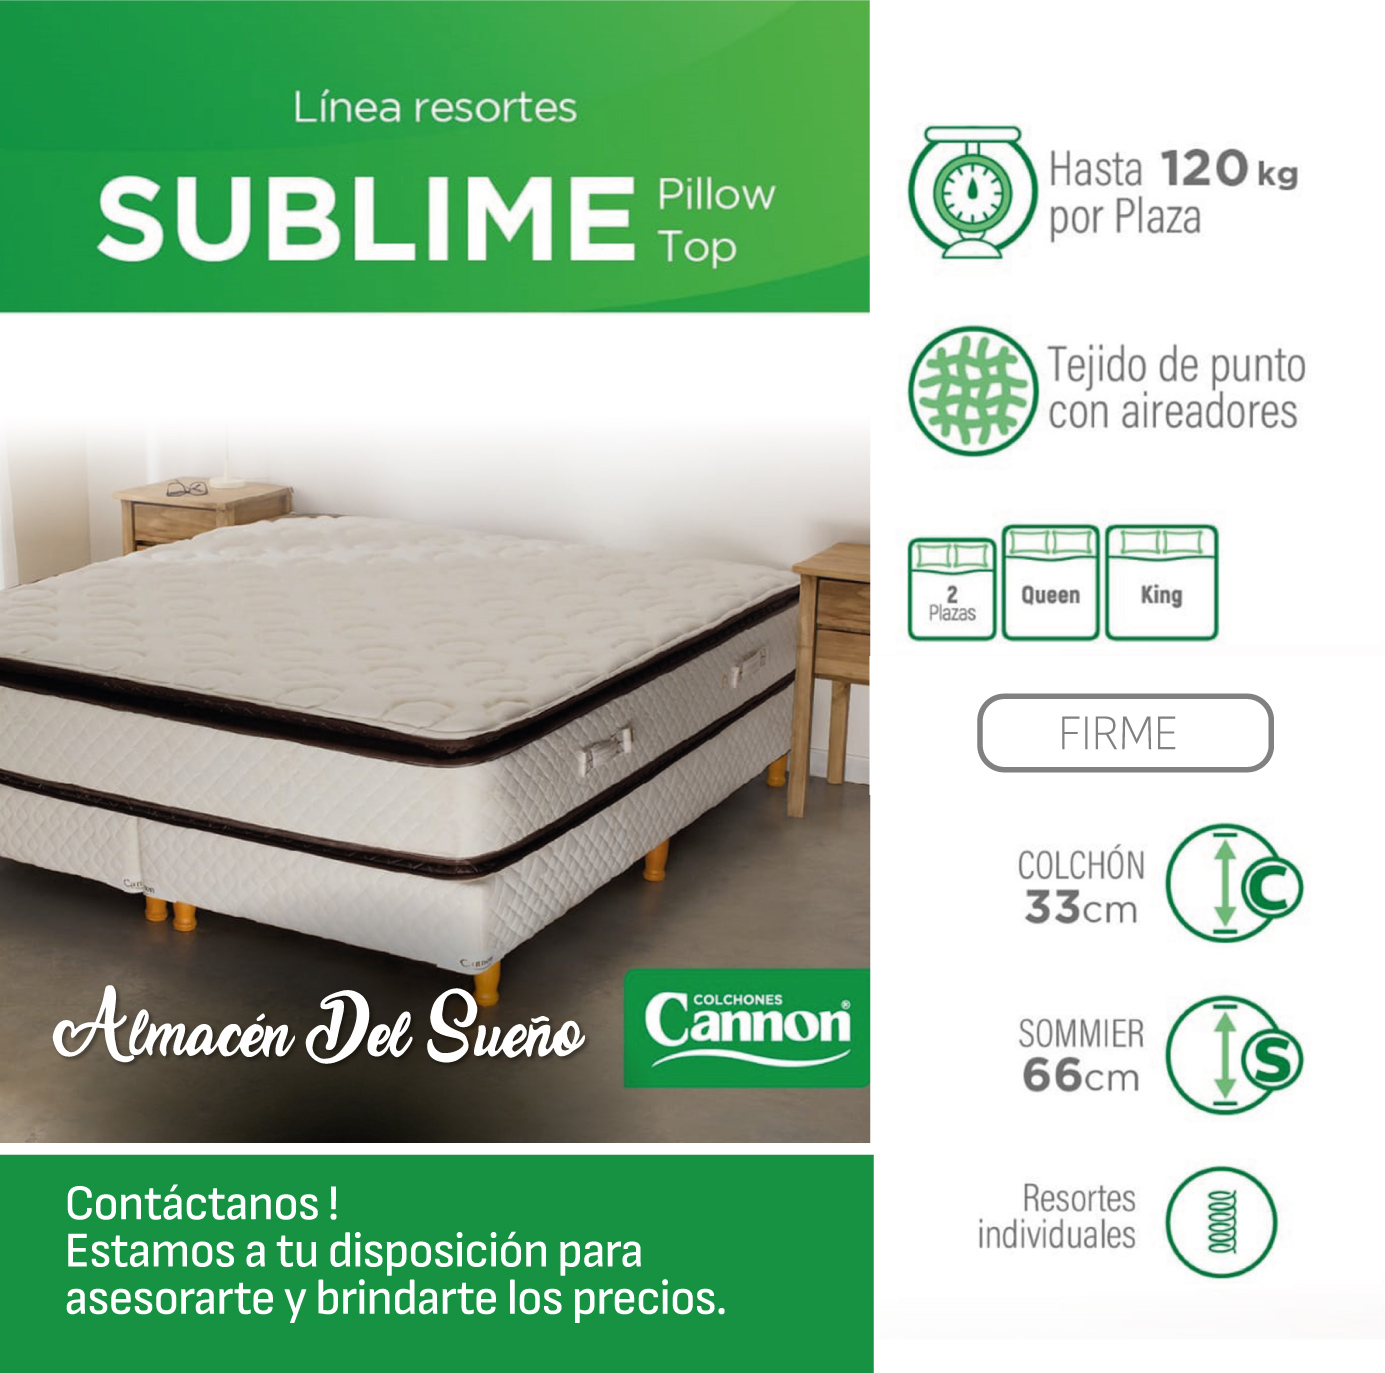 Línea resortes
SUBLIME Pillow Top
Hasta 120 kg
por Plaza
Tejido de punto
con aireadores
2
Plazas
Queen
King
FIRME
COLCHÓN
33cm
C
SOMMIER
66cm
S
Resortes
individuales
Cannon
Cannon
Almacén Del Sueño
COLCHONES
Cannon®
Contáctanos !
Estamos a tu disposición para
asesorarte y brindarte los precios.